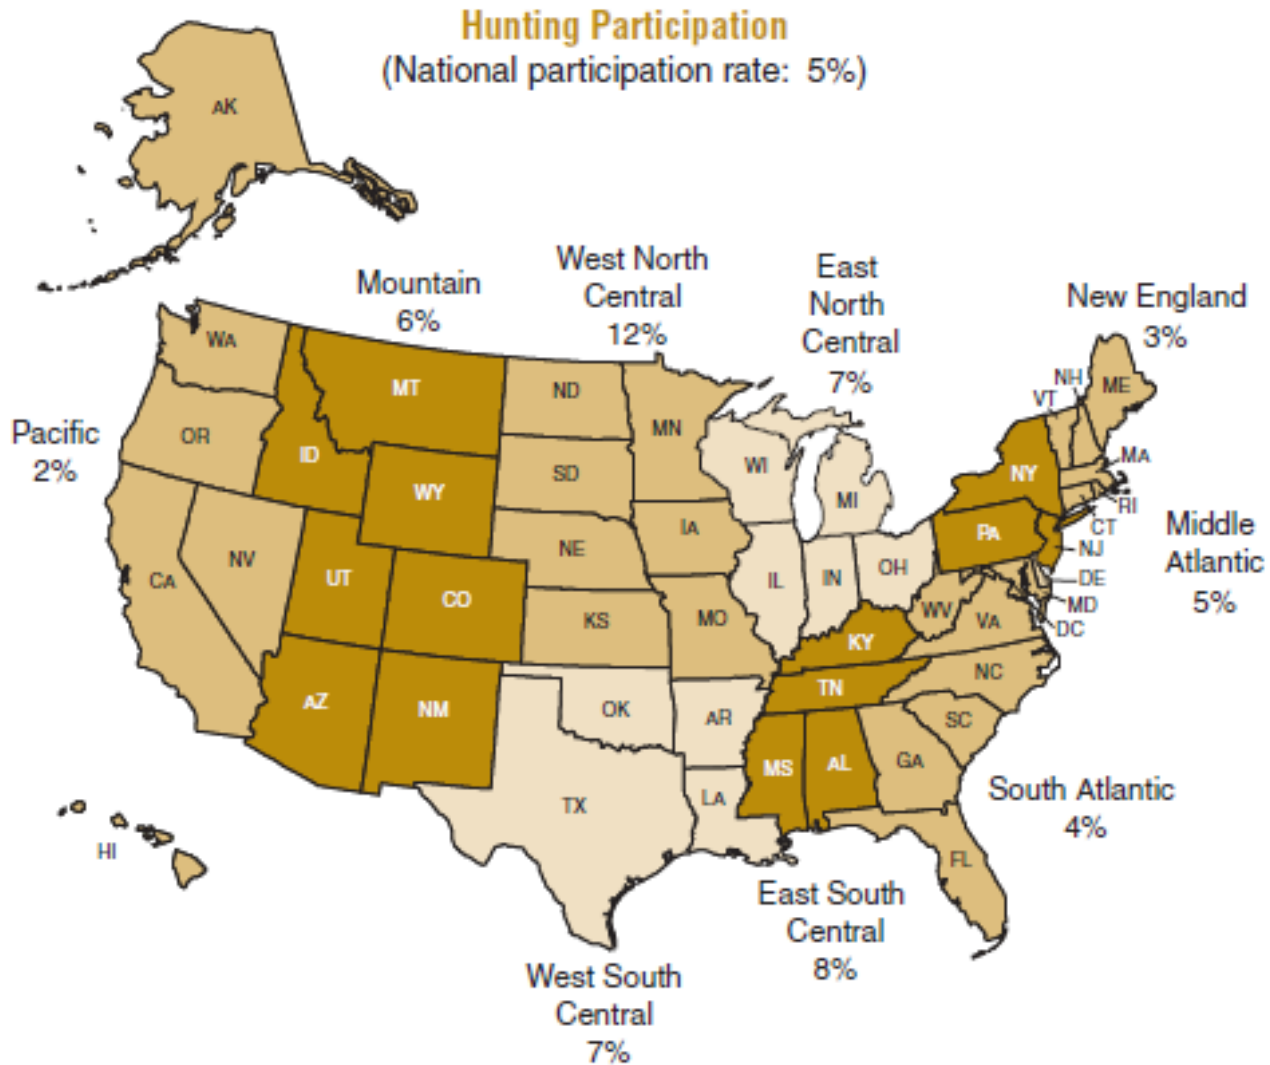 Hunting Participation
(National participation rate:  5%)
AK
West North
Central
12%
East
North
Central
7%
Mountain
6%
New England
3%
Pacific
2%
WA
MT
ND
MN
OR
ID
WY
SD
WI
MI
NH
VT
ME
NY
MA
RI
CT
PA
NJ
Middle
Atlantic
5%
IA
NE
NV
CA
UT
CO
KS
MO
IL
IN
OH
WV
VA
DE
MD
DC
KY
TN
NC
AZ
NM
OK
AR
SC
MS
AL
GA
TX
LA
South Atlantic
4%
HI
FL
East South
Central
8%
West South
Central
7%